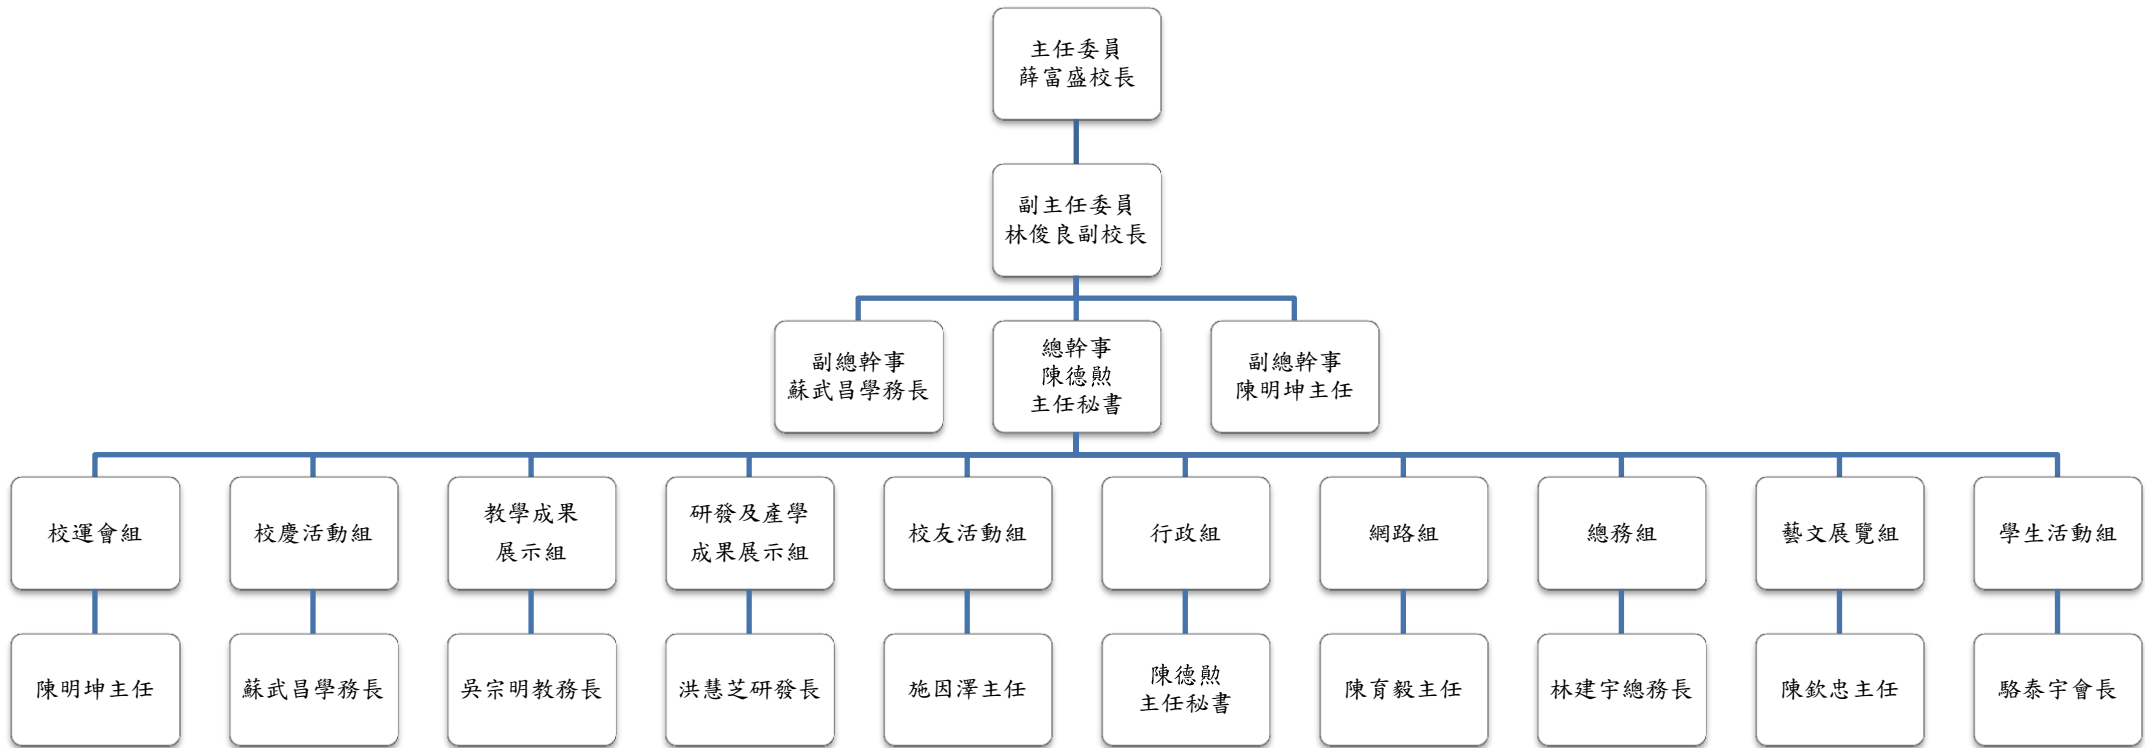 主任委員
薛富盛校長
副主任委員
林俊良副校長
副總幹事
蘇武昌學務長
總幹事
陳德勲
主任秘書
副總幹事
陳明坤主任
校運會組
校慶活動組
教學成果
展示組
研發及產學
成果展示組
校友活動組
行政組
網路組
總務組
藝文展覽組
學生活動組
陳明坤主任
蘇武昌學務長
吳宗明教務長
洪慧芝研發長
施因澤主任
陳德勲
主任秘書
陳育毅主任
林建宇總務長
陳欽忠主任
駱泰宇會長